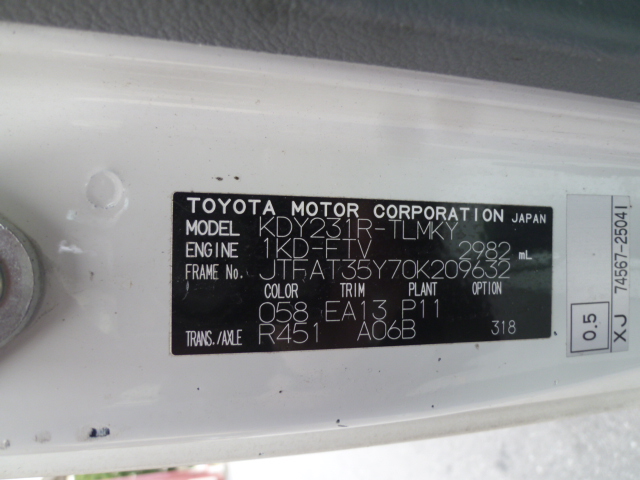 TOYOTA MOTOR CORPORATION JAPAN
MODEL KDY231R-TLMKY
ENGINE 1KD-FTV 2982 mL
FRAME No. JTFAT35Y70K209632
COLOR TRIM PLANT OPTION
058 EA13 P11
TRANS./AXLE R451 A06B 318
0.5
XJ 74567-25041